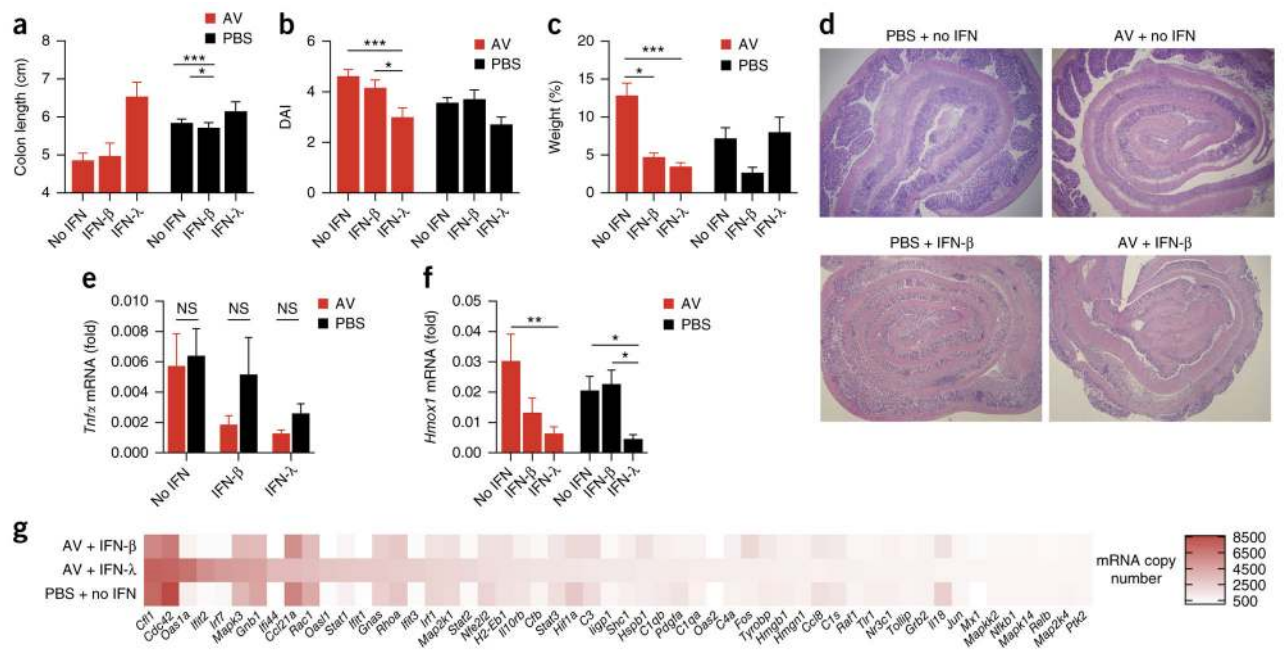 a
AV
PBS
Colon length (cm)
8
7
6
5
4
***
*
No IFN
IFN-β
IFN-λ
No IFN
IFN-β
IFN-λ
b
AV
PBS
DAI
6
4
2
0
***
*
No IFN
IFN-β
IFN-λ
No IFN
IFN-β
IFN-λ
c
AV
PBS
Weight (%)
20
15
10
5
0
***
*
No IFN
IFN-β
IFN-λ
No IFN
IFN-β
IFN-λ
d
PBS + no IFN
AV + no IFN
PBS + IFN-β
AV + IFN-β
e
AV
PBS
Tnfα mRNA (fold)
0.010
0.008
0.006
0.004
0.002
0.000
NS
NS
NS
No IFN
IFN-β
IFN-λ
f
AV
PBS
Hmox1 mRNA (fold)
0.05
0.04
0.03
0.02
0.01
0.00
**
*
*
No IFN
IFN-β
IFN-λ
No IFN
IFN-β
IFN-λ
g
AV + IFN-β
AV + IFN-λ
PBS + no IFN
Cfl1
Cdc42
Oas1a
Ifit2
Irf7
Mapk3
Gnb1
Ifi44
Ccl21a
Rac1
Oasl1
Stat1
Ifit1
Gnas
Rhoa
Ifit3
Irf1
Map2k1
Stat2
Nfe2l2
H2-Eb1
Il10rb
Cfb
Stat3
Hif1a
C3
Iigp1
Shc1
Hspb1
C1qb
Pdgfa
C1qa
Oas2
C4a
Fos
Tyrobp
Hmgb1
Hmgn1
Ccl8
C1s
Raf1
Tlr1
Nr3c1
Tollip
Grb2
Il18
Jun
Mx1
Mapkk2
Nfkb1
Mapk14
Relb
Map2k4
Prk2
mRNA copy
number
8500
6500
4500
2500
500